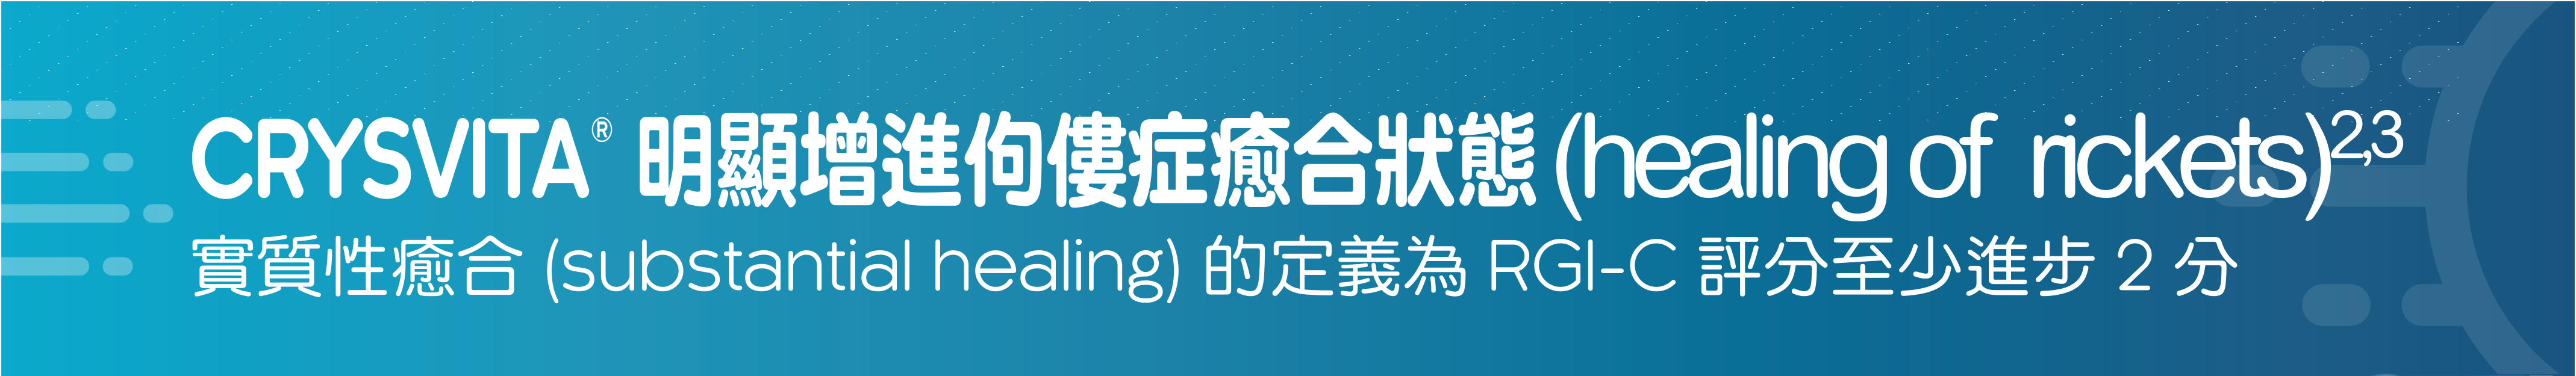 CRYSVITA® 明顯增進佝僂症癒合狀態 (healing of rickets)2,3
實質性癒合 (substantial healing) 的定義為 RGI-C 評分至少進步 2 分